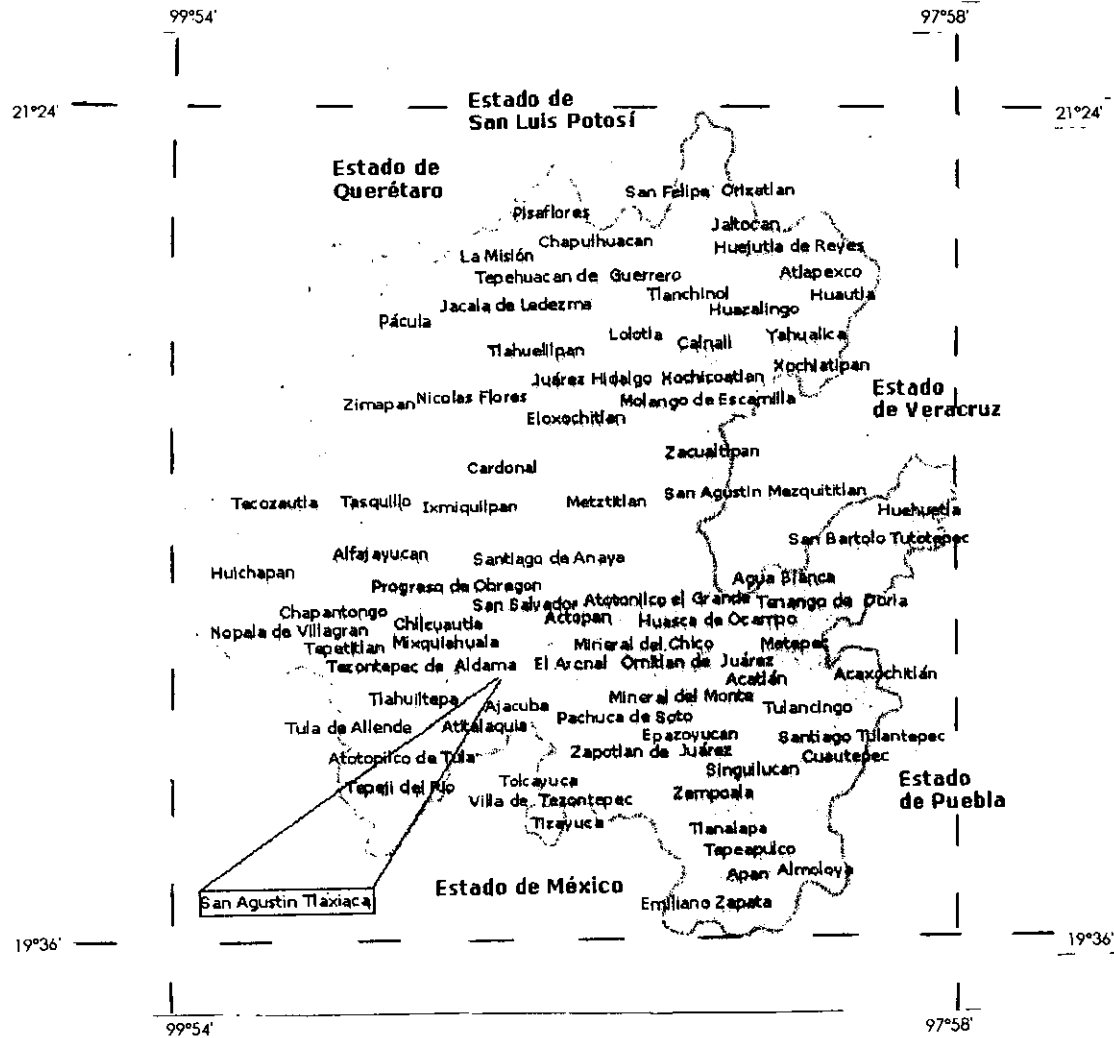 99°54'
97°58'
21°24'
21°24'
Estado de
San Luis Potosí
Estado de
Querétaro
San Felipe Orizatlan
Pisaflores
Jaltocan
Chapulhuacan
Huejutla de Reyes
La Misión
Tepehuacan de Guerrero
Atlapexco
Tlanchinol
Huautla
Jacala de Ledezma
Huazalingo
Pácula
Lolotla
Calnali
Yahualica
Tlahuelilpan
Xochiatipan
Juárez Hidalgo
Xochicoatlan
Estado
de Veracruz
Zimapan
Nicolas Flores
Molango de Escamilla
Eloxochitlan
Zacualtipan
Cardonal
San Agustin Mezquititlan
Tecozautla
Tasquillo
Ixmiquilpan
Metztitlan
Huehuetla
San Bartolo Tutotepec
Alfajayucan
Santiago de Anaya
Huichapan
Agua Blanca
Progreso de Obregon
San Salvador
Atotonilco el Grande
Tenango de Doria
Chapantongo
Chilcuautla
Actopan
Huasca de Ocampo
Nopala de Villagran
Mixquiahuala
Mineral del Chico
Metepec
Tepetitlan
Tezontepec de Aldama
El Arenal
Omitlan de Juárez
Acatlán
Acaxochitlán
Tlahuiltepa
Ajacuba
Mineral del Monte
Tulancingo
Tula de Allende
Atitalaquia
Pachuca de Soto
Epazoyucan
Santiago Tulantepec
Atotonilco de Tula
Zapotlan de Juárez
Cuautepec
Singuilucan
Estado
de Puebla
Tepeji del Río
Tolcayuca
Zempoala
Villa de Tezontepec
Tizayuca
Tlanalapa
Tepeapulco
Apan
Almoloya
Estado de México
San Agustin Tlaxiaca
Emiliano Zapata
19°36'
19°36'
99°54'
97°58'